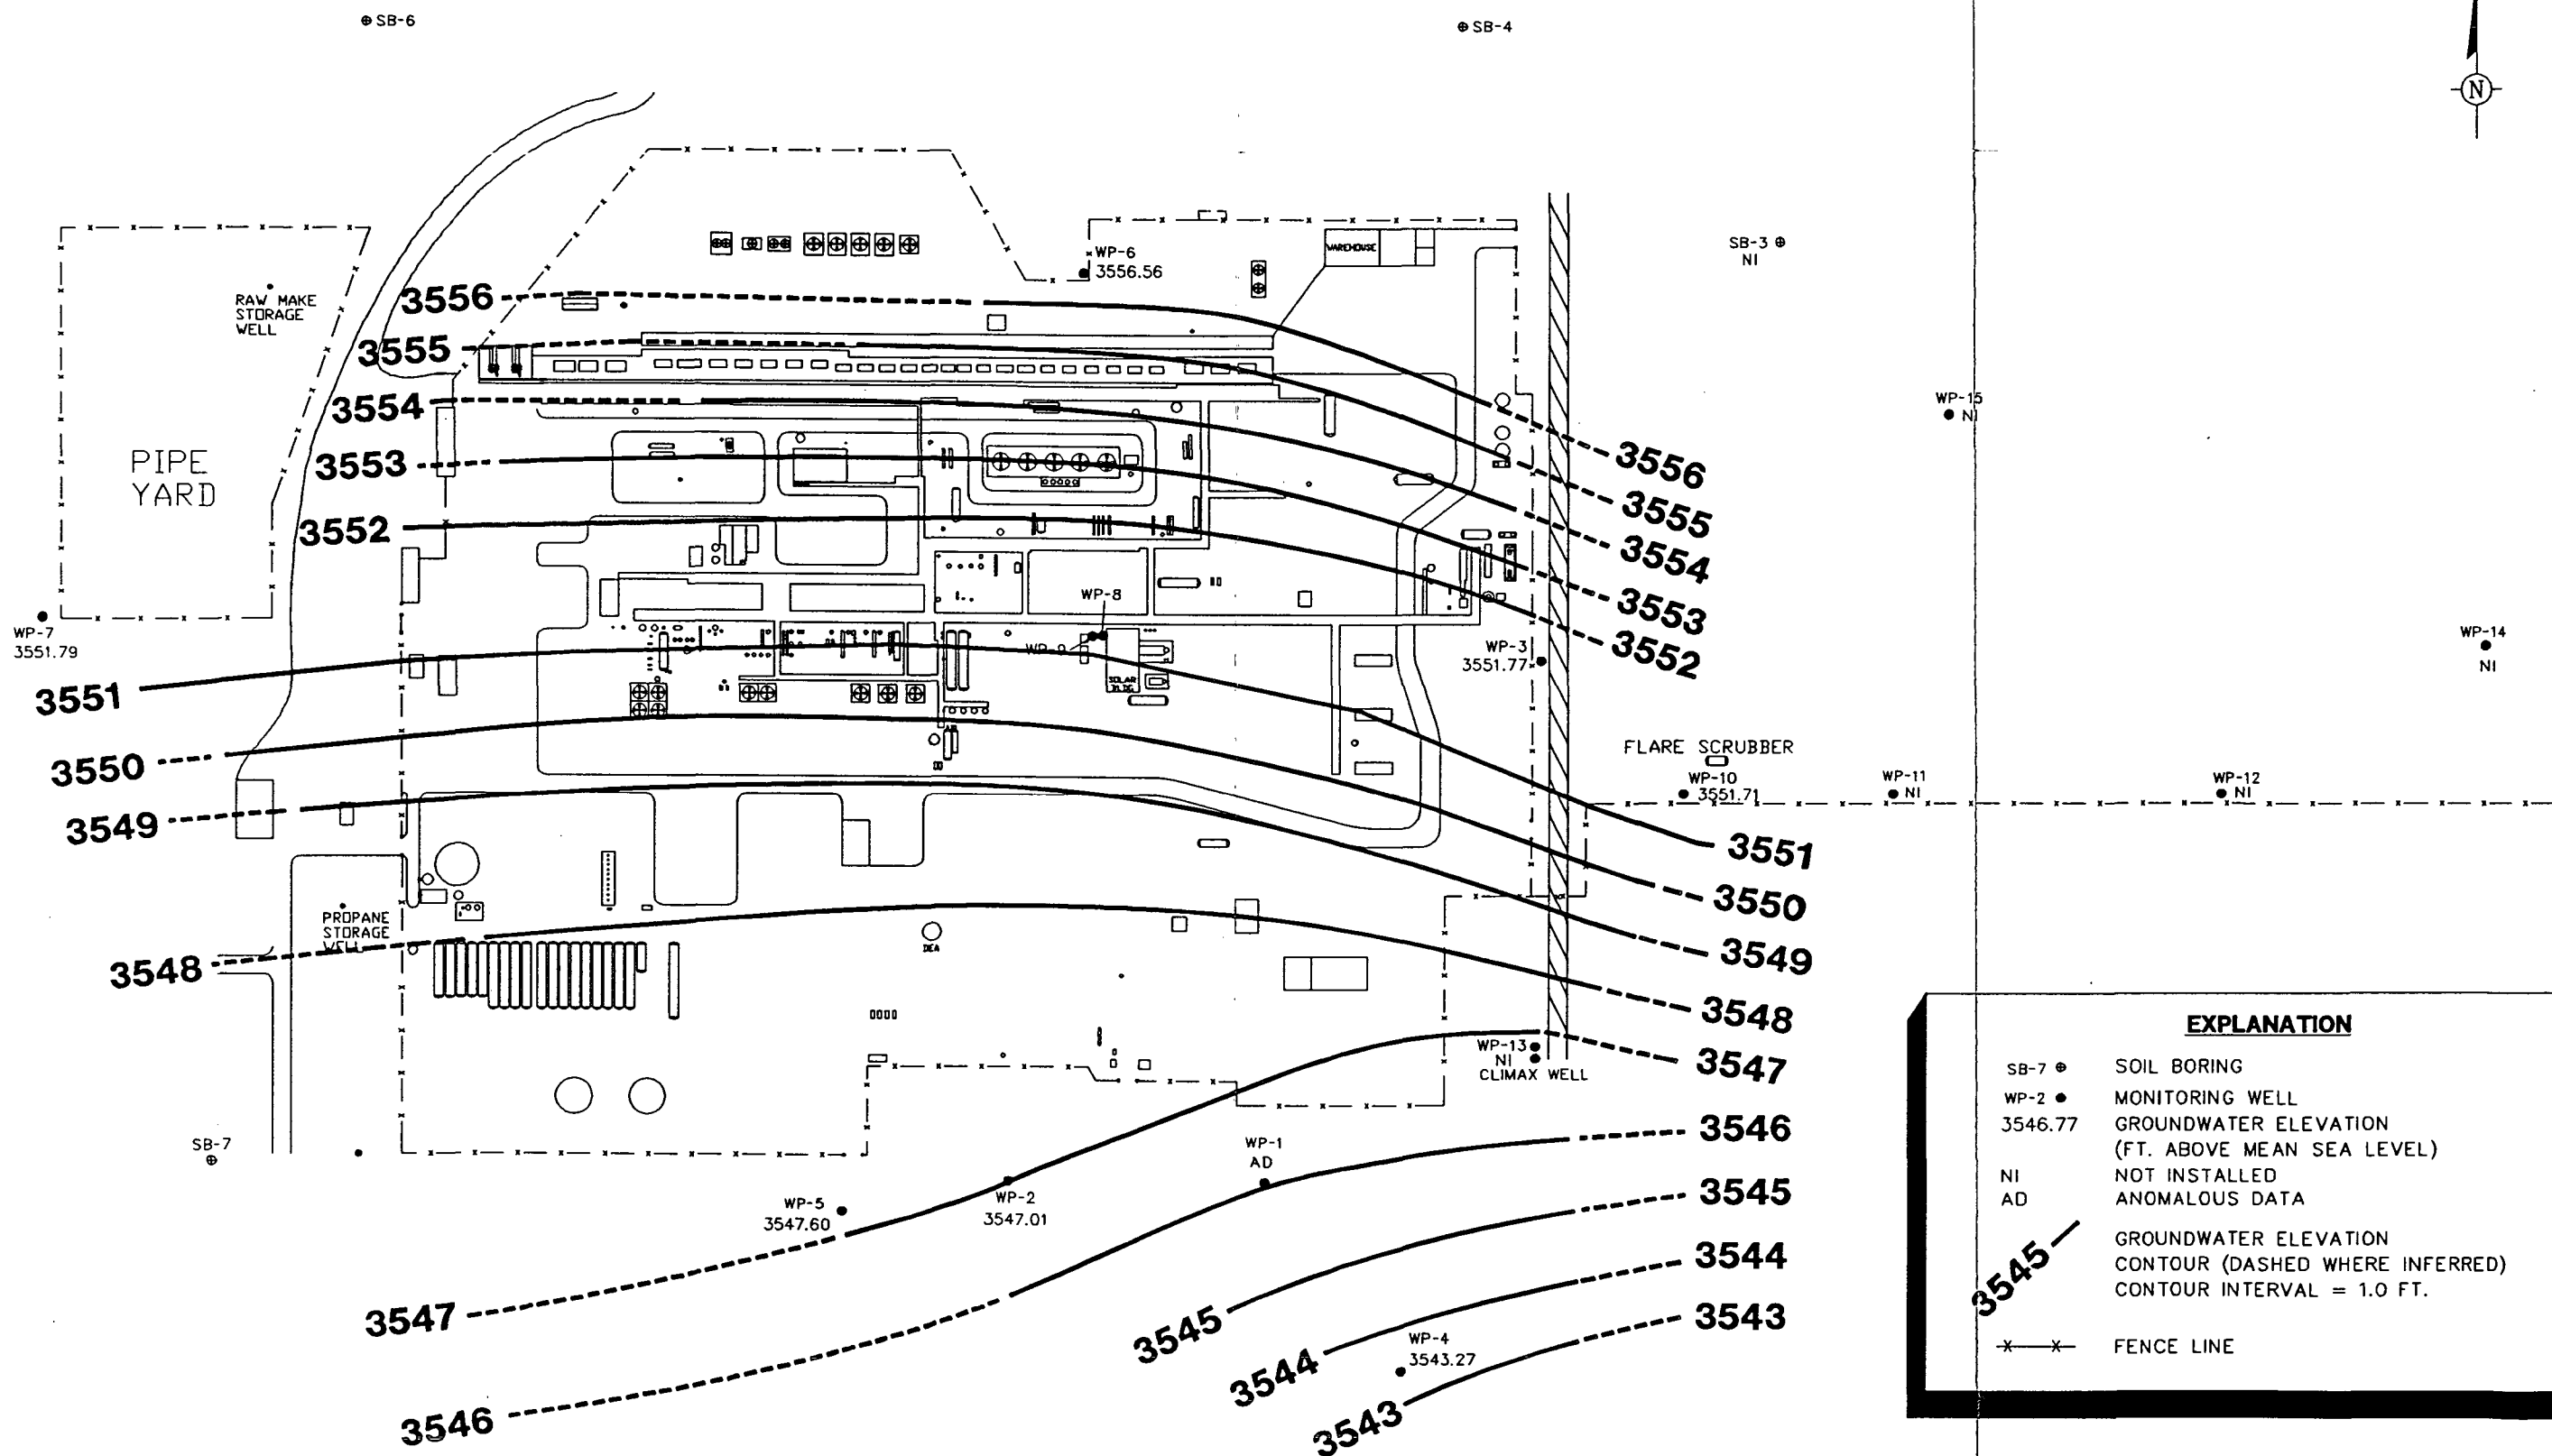 SB-6
SB-4
N
WP-6
3556.56
WAREHOUSE
SB-3
NI
RAW MAKE
STORAGE
WELL
3556
3555
3554
3553
3552
PIPE
YARD
WP-15
NI
3556
3555
3554
3553
3552
WP-8
WP-9
WP-7
3551.79
WP-3
3551.77
WP-14
NI
SOLAR
BLDG
3551
3550
3549
FLARE SCRUBBER
WP-10
3551.71
WP-11
NI
WP-12
NI
3551
3550
3549
PROPANE
STORAGE
WELL
DEA
3548
3548
WP-13
NI
CLIMAX WELL
3547
3546
SB-7
WP-1
AD
WP-5
3547.60
WP-2
3547.01
3545
3544
3543
3547
3546
3545
3544
3543
WP-4
3543.27
EXPLANATION
SB-7 SOIL BORING
WP-2 MONITORING WELL
3546.77 GROUNDWATER ELEVATION
(FT. ABOVE MEAN SEA LEVEL)
NI NOT INSTALLED
AD ANOMALOUS DATA
3545 GROUNDWATER ELEVATION
CONTOUR (DASHED WHERE INFERRED)
CONTOUR INTERVAL = 1.0 FT.
FENCE LINE